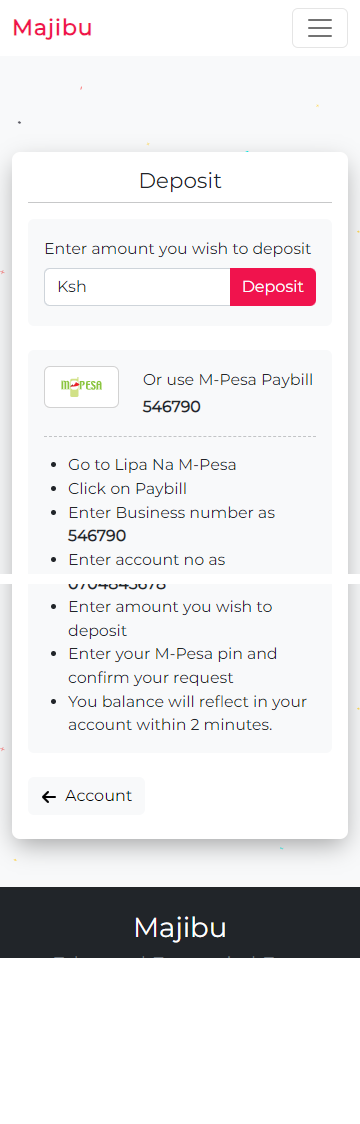 Majibu
Deposit
Enter amount you wish to deposit
Ksh
Deposit
M-PESA
Or use M-Pesa Paybill
546790
Go to Lipa Na M-Pesa
Click on Paybill
Enter Business number as
546790
Enter account no as
Enter amount you wish to
deposit
Enter your M-Pesa pin and
confirm your request
You balance will reflect in your
account within 2 minutes.
Account
Majibu